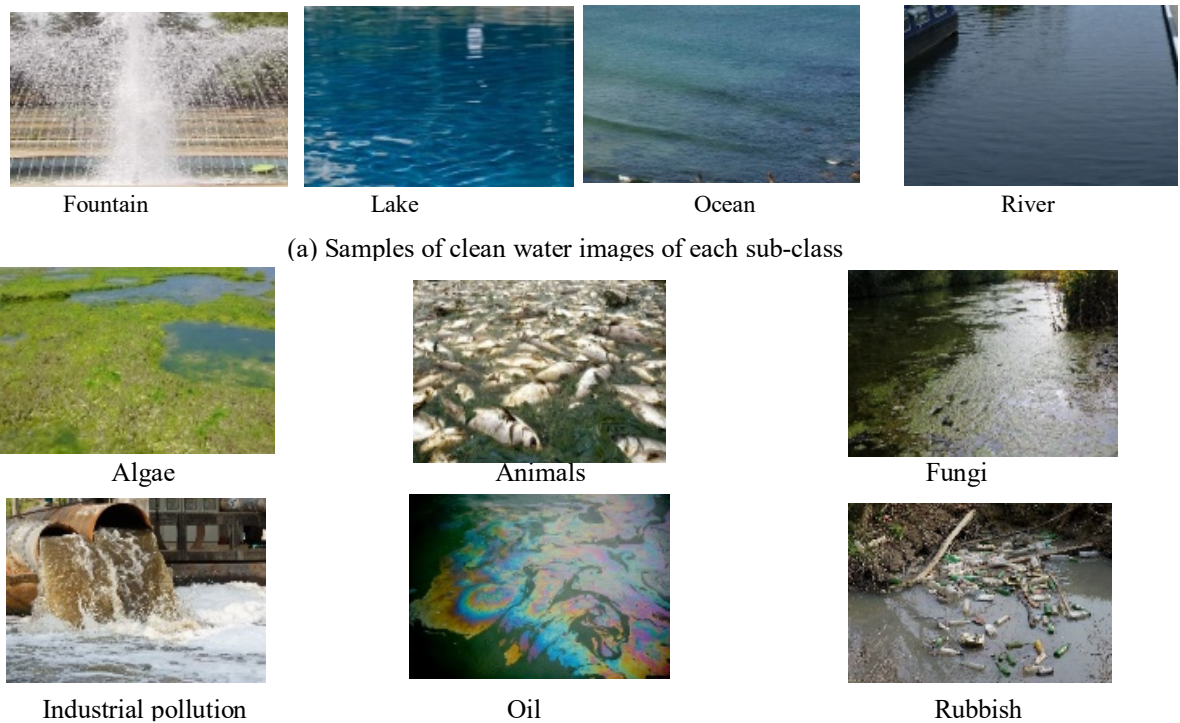 Fountain Lake Ocean River
(a) Samples of clean water images of each sub-class
Algae Animals Fungi
Industrial pollution Oil Rubbish